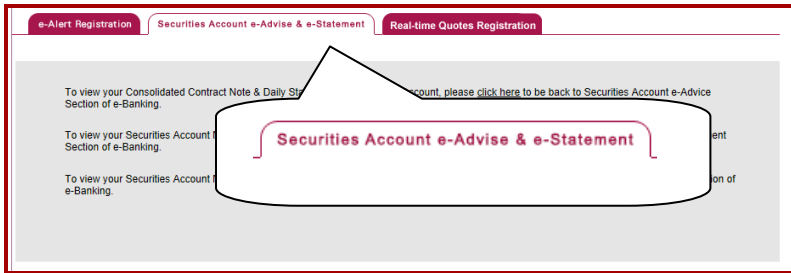 e-Alert Registration Securities Account e-Advise & e-Statement Real-time Quotes Registration
To view your Consolidated Contract Note & Daily Sta count, please click here to be back to Securities Account e-Advice
Section of e-Banking.
To view your Securities Account ent
Section of e-Banking.
Securities Account e-Advise & e-Statement
To view your Securities Account ion of
e-Banking.